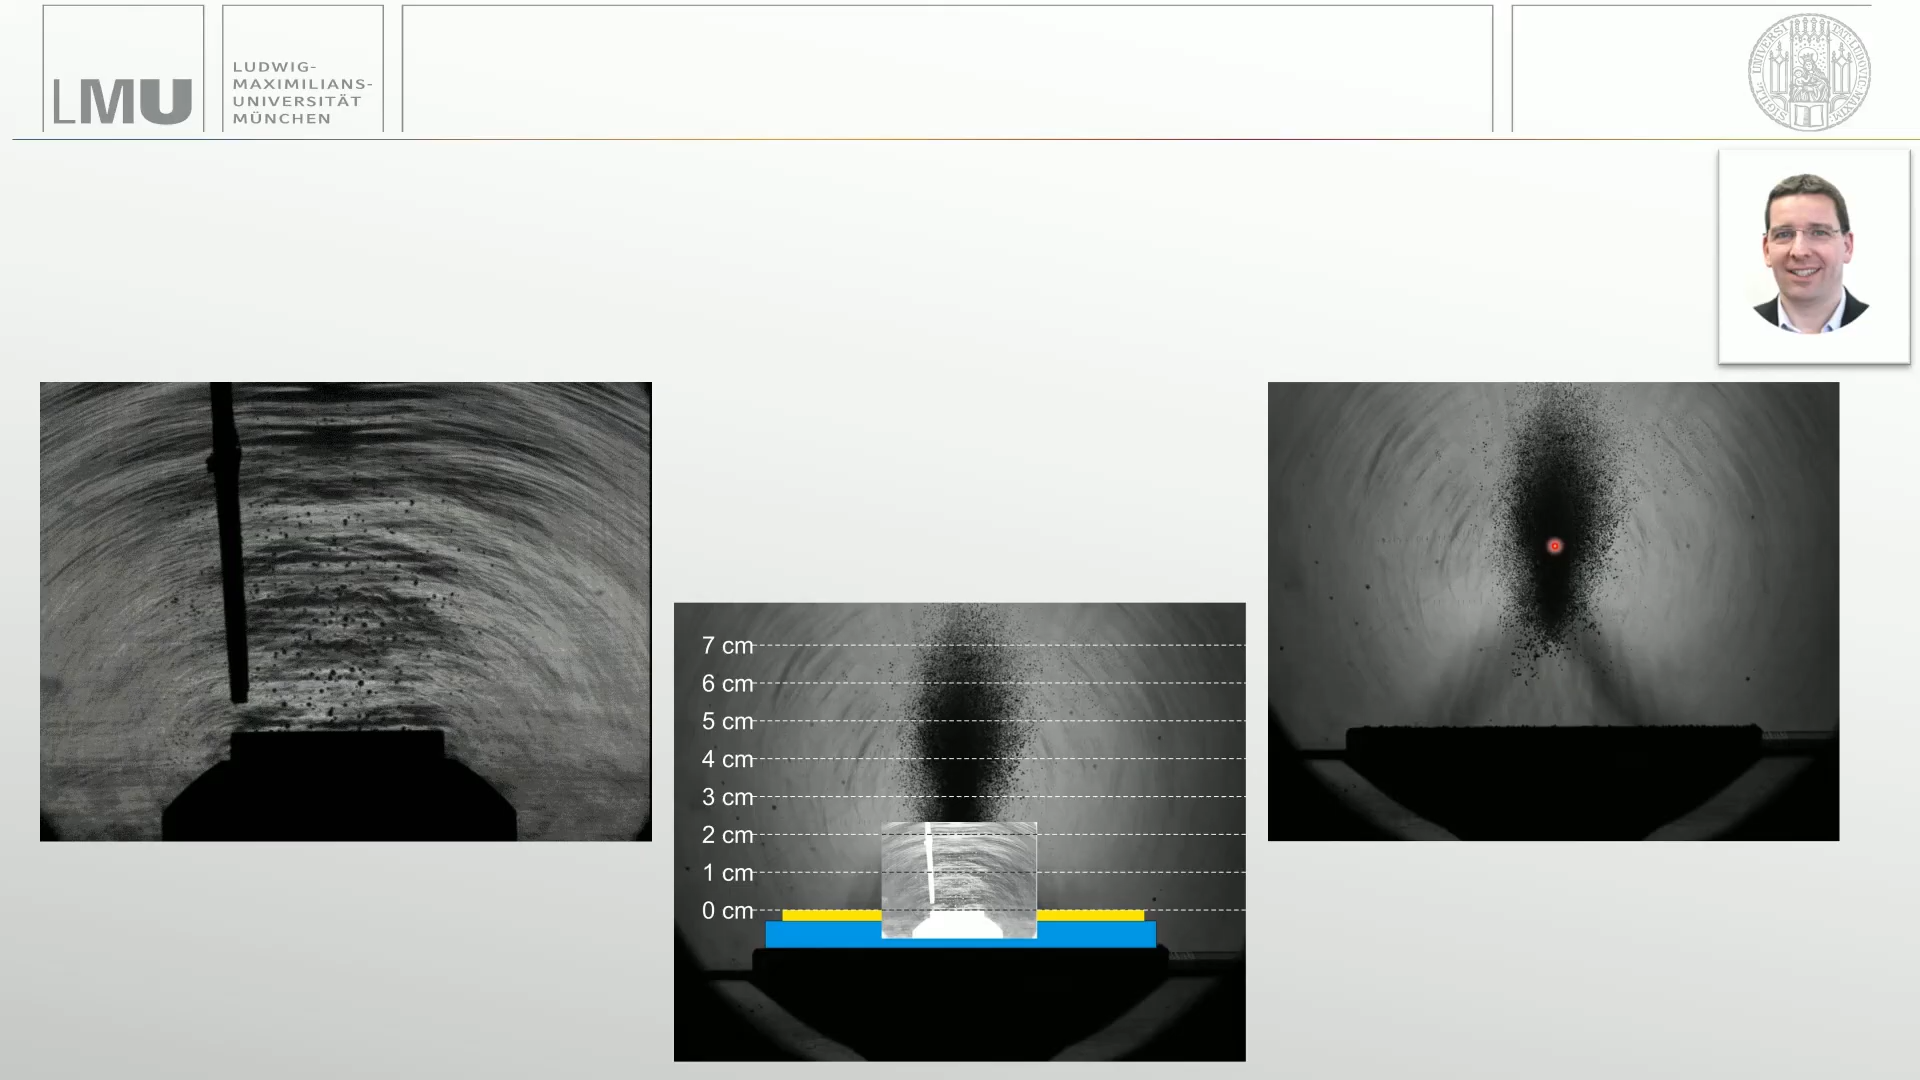 LMU
LUDWIG-
MAXIMILIANS-
UNIVERSITÄT
MÜNCHEN
7 cm
6 cm
5 cm
4 cm
3 cm
2 cm
1 cm
0 cm